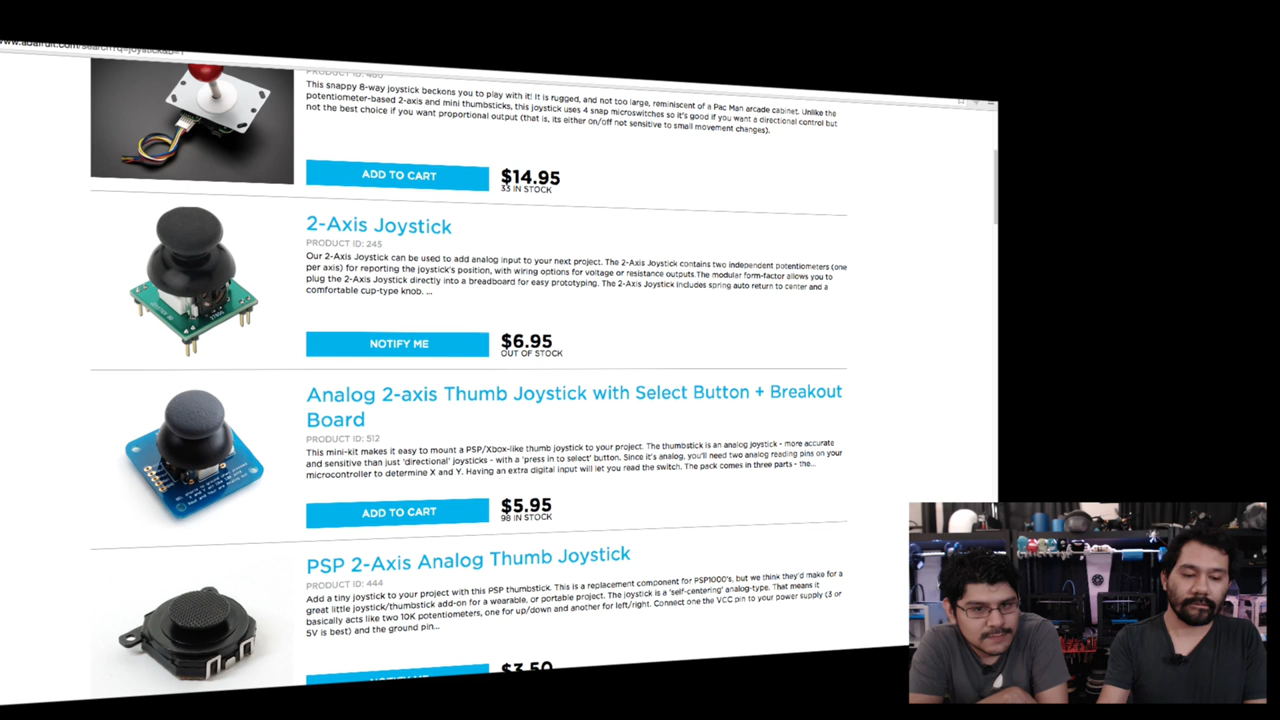 www.adafruit.com/search?q=joystick&b=1
PRODUCT ID: 480
This snappy 8-way joystick beckons you to play with it! It is rugged, and not too large, reminiscent of a Pac Man arcade cabinet. Unlike the
potentiometer-based 2-axis and mini thumbsticks, this joystick uses 4 snap microswitches so it's good if you want a directional control but
not the best choice if you want proportional output (that is, its either on/off not sensitive to small movement changes).
ADD TO CART
$14.95
33 IN STOCK
2-Axis Joystick
PRODUCT ID: 245
Our 2-Axis Joystick can be used to add analog input to your next project. The 2-Axis Joystick contains two independent potentiometers (one
per axis) for reporting the joystick's position, with wiring options for voltage or resistance outputs.The modular form-factor allows you to
plug the 2-Axis Joystick directly into a breadboard for easy prototyping. The 2-Axis Joystick includes spring auto return to center and a
comfortable cup-type knob. ...
NOTIFY ME
$6.95
OUT OF STOCK
Analog 2-axis Thumb Joystick with Select Button + Breakout
Board
PRODUCT ID: 512
This mini-kit makes it easy to mount a PSP/Xbox-like thumb joystick to your project. The thumbstick is an analog joystick - more accurate
and sensitive than just 'directional' joysticks - with a 'press in to select' button. Since it's analog, you'll need two analog reading pins on your
microcontroller to determine X and Y. Having an extra digital input will let you read the switch. The pack comes in three parts - the...
ADD TO CART
$5.95
98 IN STOCK
PSP 2-Axis Analog Thumb Joystick
PRODUCT ID: 444
Add a tiny joystick to your project with this PSP thumbstick. This is a replacement component for PSP1000's, but we think they'd make for a
great little joystick/thumbstick add-on for a wearable, or portable project. The joystick is a 'self-centering' analog-type. That means it
basically acts like two 10K potentiometers, one for up/down and another for left/right. Connect one the VCC pin to your power supply (3 or
5V is best) and the ground pin...
NOTIFY ME
$3.50